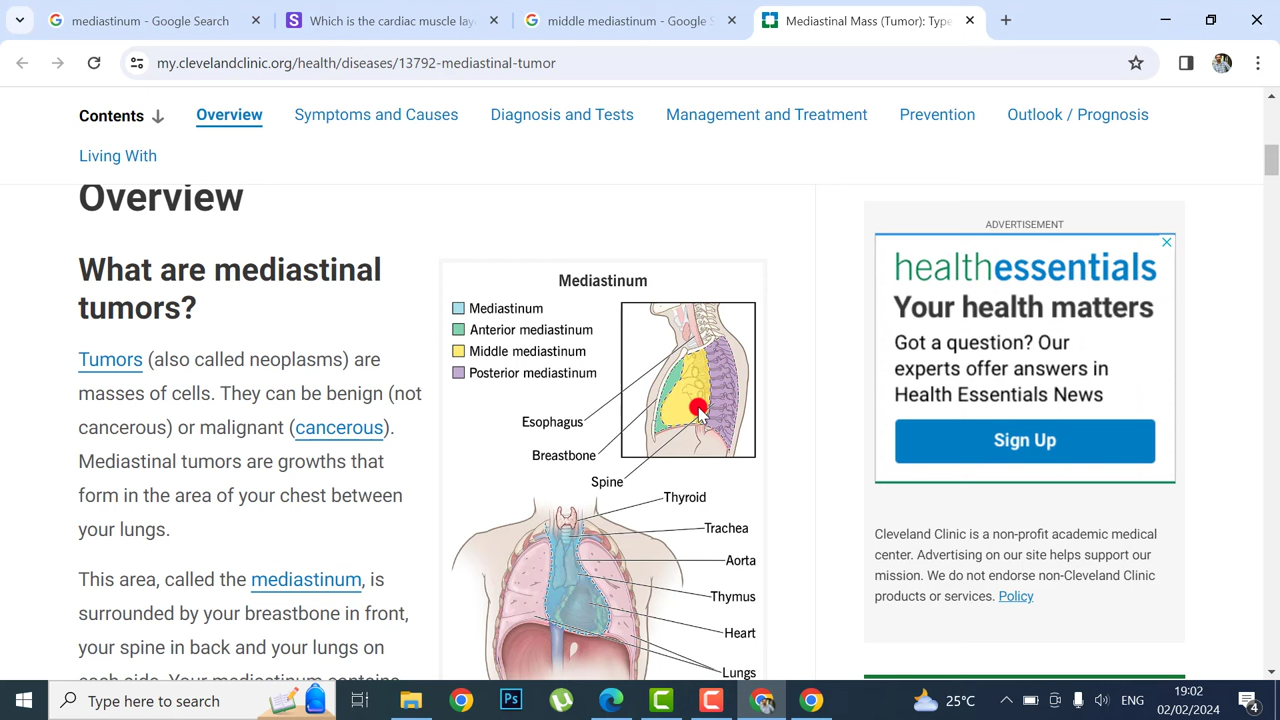 mediastinum - Google Search
Which is the cardiac muscle lay
middle mediastinum - Google S
Mediastinal Mass (Tumor): Type
my.clevelandclinic.org/health/diseases/13792-mediastinal-tumor
Contents
Overview
Symptoms and Causes
Diagnosis and Tests
Management and Treatment
Prevention
Outlook / Prognosis
Living With
Overview
What are mediastinal
tumors?
Tumors (also called neoplasms) are
masses of cells. They can be benign (not
cancerous) or malignant (cancerous).
Mediastinal tumors are growths that
form in the area of your chest between
your lungs.
This area, called the mediastinum, is
surrounded by your breastbone in front,
your spine in back and your lungs on
each side. Your mediastinum contains
Mediastinum
Mediastinum
Anterior mediastinum
Middle mediastinum
Posterior mediastinum
Esophagus
Breastbone
Spine
Thyroid
Trachea
Aorta
Thymus
Heart
Lungs
ADVERTISEMENT
healthessentials
Your health matters
Got a question? Our
experts offer answers in
Health Essentials News
Sign Up
Cleveland Clinic is a non-profit academic medical
center. Advertising on our site helps support our
mission. We do not endorse non-Cleveland Clinic
products or services. Policy
Type here to search
Ps
25°C
ENG
19:02
02/02/2024
4